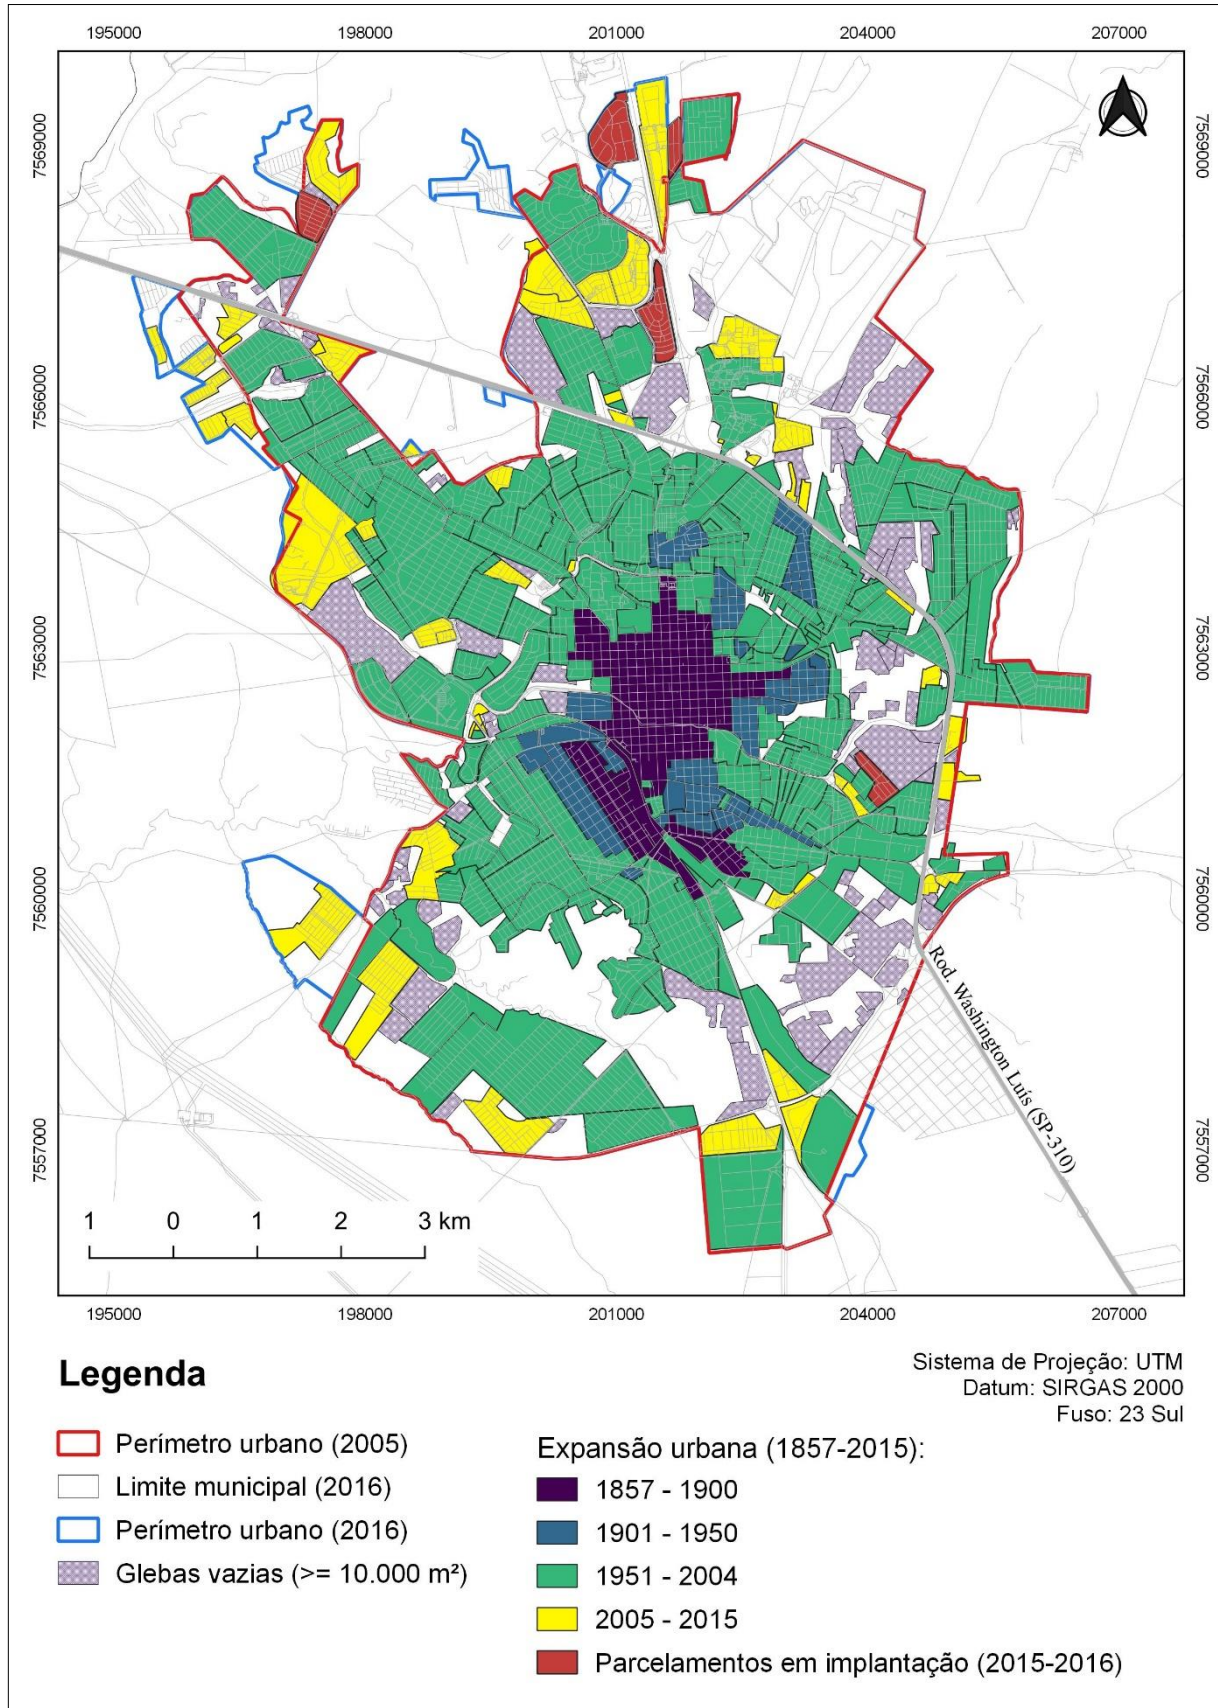 195000 198000 201000 204000 207000
7569000
7569000
7566000
7566000
7563000
7563000
7560000
7560000
7557000
7557000
Rod. Washington Luís (SP-310)
1 0 1 2 3 km
195000 198000 201000 204000 207000
Legenda
Sistema de Projeção: UTM
Datum: SIRGAS 2000
Fuso: 23 Sul
Perímetro urbano (2005)
Limite municipal (2016)
Perímetro urbano (2016)
Glebas vazias (>= 10.000 m²)
Expansão urbana (1857-2015):
1857 - 1900
1901 - 1950
1951 - 2004
2005 - 2015
Parcelamentos em implantação (2015-2016)